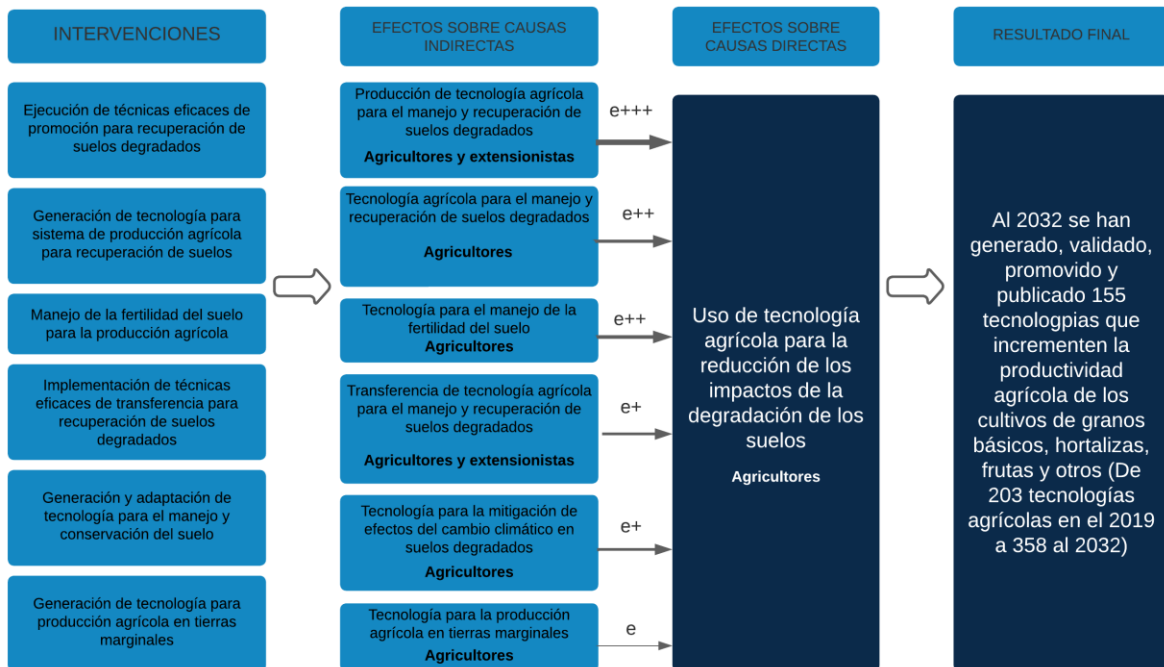 INTERVENCIONES
EFECTOS SOBRE CAUSAS
INDIRECTAS
EFECTOS SOBRE
CAUSAS DIRECTAS
RESULTADO FINAL
Ejecución de técnicas eficaces de
promoción para recuperación de
suelos degradados
Generación de tecnología para
sistema de producción agrícola
para recuperación de suelos
Manejo de la fertilidad del suelo
para la producción agrícola
Implementación de técnicas
eficaces de transferencia para
recuperación de suelos
degradados
Generación y adaptación de
tecnología para el manejo y
conservación del suelo
Generación de tecnología para
producción agrícola en tierras
marginales
Producción de tecnología agrícola
para el manejo y recuperación de
suelos degradados
Agricultores y extensionistas
e+++
Tecnología agrícola para el manejo y
recuperación de suelos degradados
Agricultores
e++
Tecnología para el manejo de la
fertilidad del suelo
Agricultores
e++
Transferencia de tecnología agrícola
para el manejo y recuperación de
suelos degradados
Agricultores y extensionistas
e+
Tecnología para la mitigación de
efectos del cambio climático en
suelos degradados
Agricultores
e+
Tecnología para la producción
agrícola en tierras marginales
Agricultores
e
Uso de tecnología
agrícola para la
reducción de los
impactos de la
degradación de los
suelos
Agricultores
Al 2032 se han
generado, validado,
promovido y
publicado 155
tecnologpias que
incrementen la
productividad
agrícola de los
cultivos de granos
básicos, hortalizas,
frutas y otros (De
203 tecnologías
agrícolas en el 2019
a 358 al 2032)